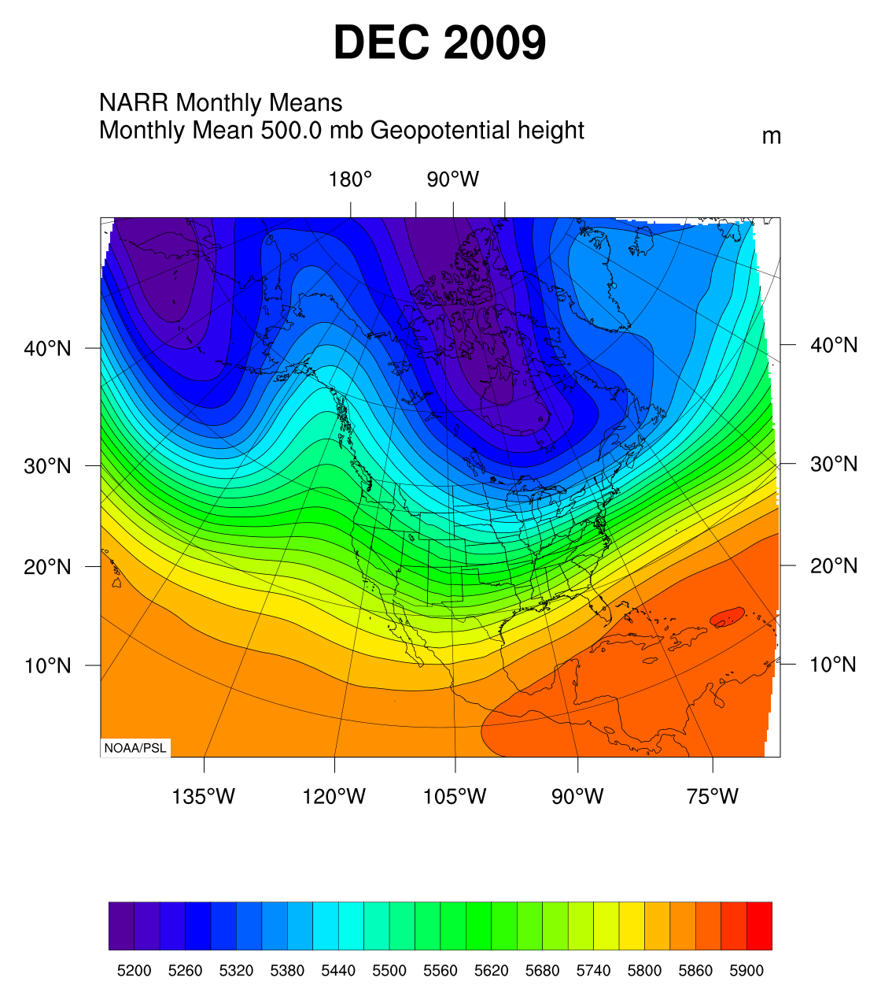 DEC 2009
NARR Monthly Means
Monthly Mean 500.0 mb Geopotential height
m
180° 90°W
40°N 40°N
30°N 30°N
20°N 20°N
10°N 10°N
NOAA/PSL
135°W 120°W 105°W 90°W 75°W
5200 5260 5320 5380 5440 5500 5560 5620 5680 5740 5800 5860 5900